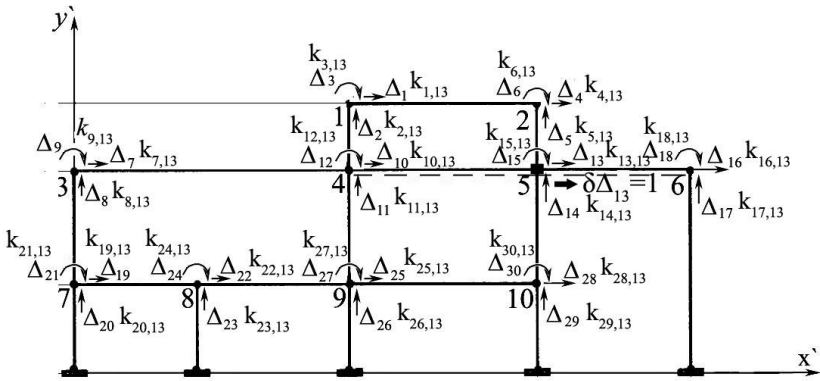 y`
k3,13 k6,13
Δ3 Δ1 k1,13 Δ6 Δ4 k4,13
1 Δ2 k2,13 2 Δ5 k5,13
Δ9 k9,13 k12,13 k15,13 k18,13
Δ7 k7,13 Δ12 Δ10 k10,13 Δ15 Δ13 k13,13 Δ18 Δ16 k16,13
3 Δ8 k8,13 4 Δ11 k11,13 5 δΔ13≡1 6 Δ17 k17,13
Δ14 k14,13
k21,13 k19,13 k24,13 k27,13 k30,13
Δ21 Δ19 Δ24 Δ22 k22,13 Δ27 Δ25 k25,13 Δ30 Δ28 k28,13
7 Δ20 k20,13 8 Δ23 k23,13 9 Δ26 k26,13 10 Δ29 k29,13
x`